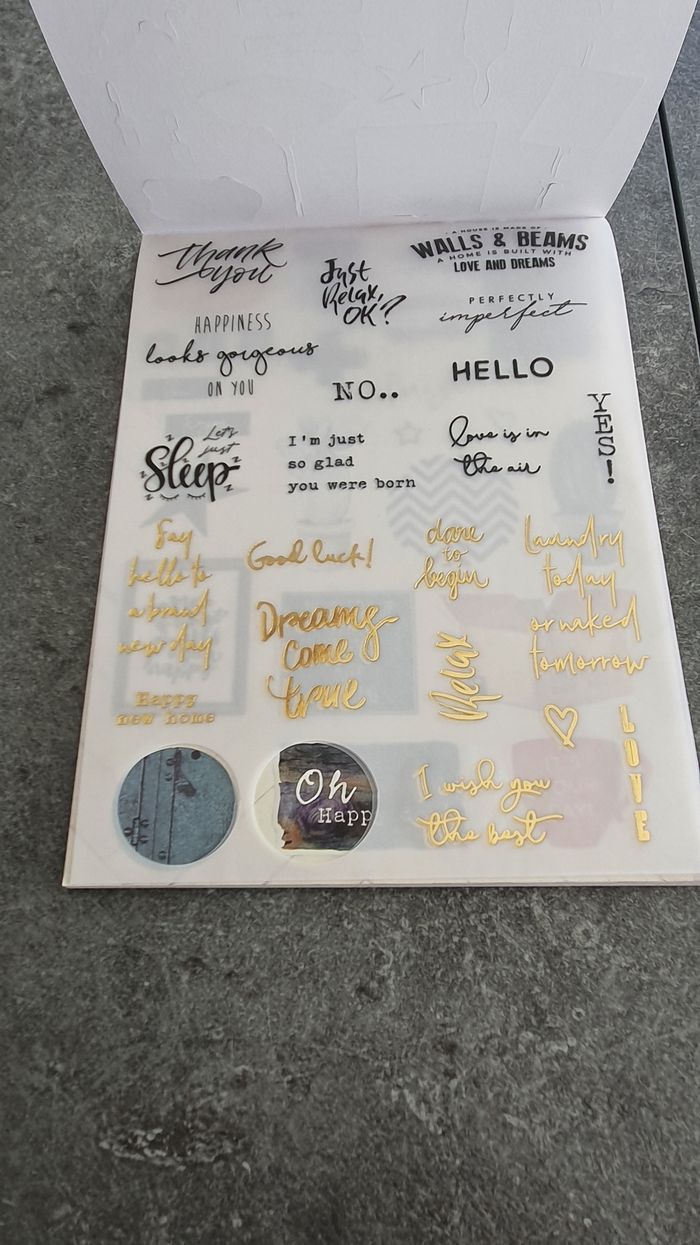 thank
you
Just
Relax,
OK?
A HOUSE IS MADE OF
WALLS & BEAMS
A HOME IS BUILT WITH
LOVE AND DREAMS
PERFECTLY
imperfect
HAPPINESS
looks gorgeous
ON YOU
NO..
HELLO
YES!
Let's
just
Sleep
z
z
z
z
z
I'm just
so glad
you were born
love is in
the air
Say
hello to
a brand
new day
Good luck!
dare
to
begin
Laundry
today
or naked
tomorrow
Dreams
Come
true
Relax
Happy
new home
LOVE
Oh
Happ
I wish you
the best